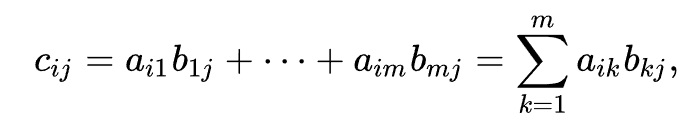 $c_{ij} = a_{i1}b_{1j} + \cdots + a_{im}b_{mj} = \sum_{k=1}^{m} a_{ik}b_{kj},$